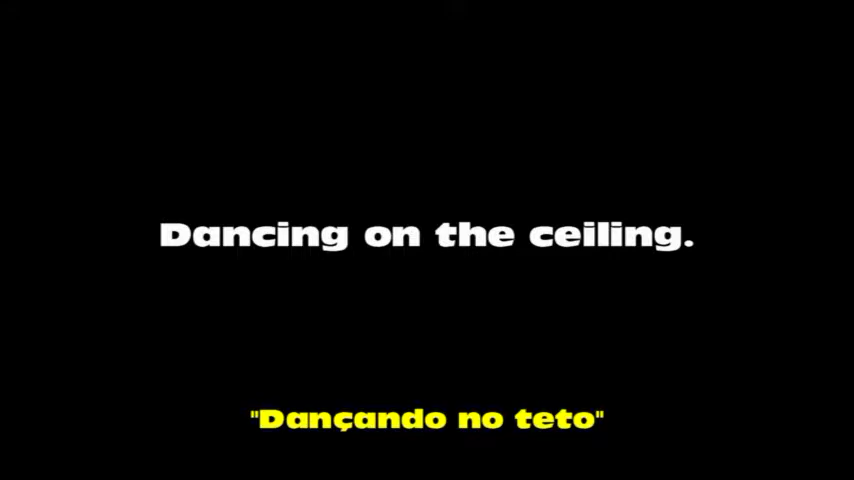 Dancing on the ceiling.
"Dançando no teto"